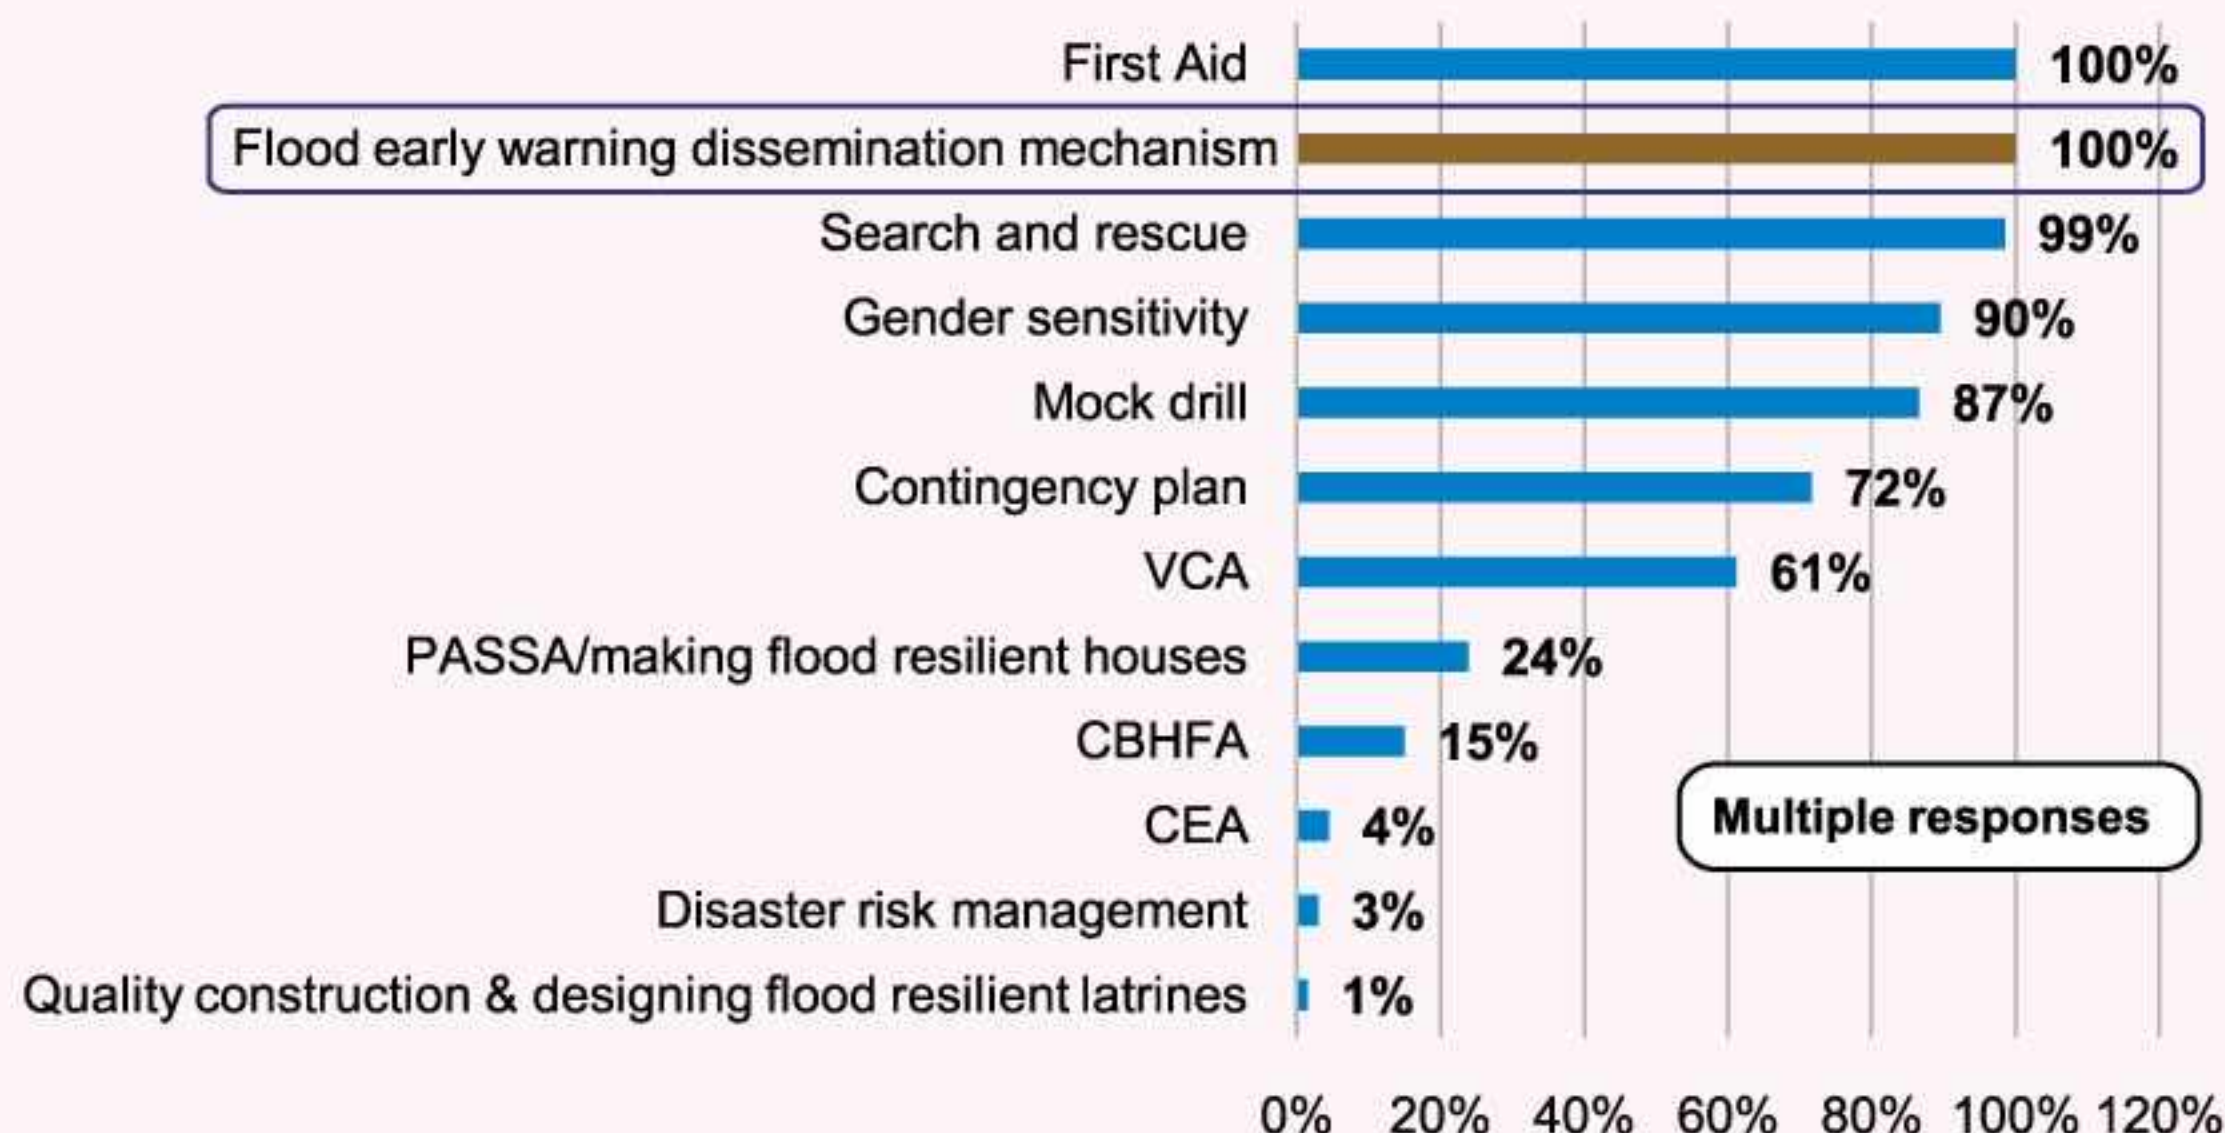 First Aid 100%
Flood early warning dissemination mechanism 100%
Search and rescue 99%
Gender sensitivity 90%
Mock drill 87%
Contingency plan 72%
VCA 61%
PASSA/making flood resilient houses 24%
CBHFA 15%
CEA 4%
Multiple responses
Disaster risk management 3%
Quality construction & designing flood resilient latrines 1%
0% 20% 40% 60% 80% 100% 120%